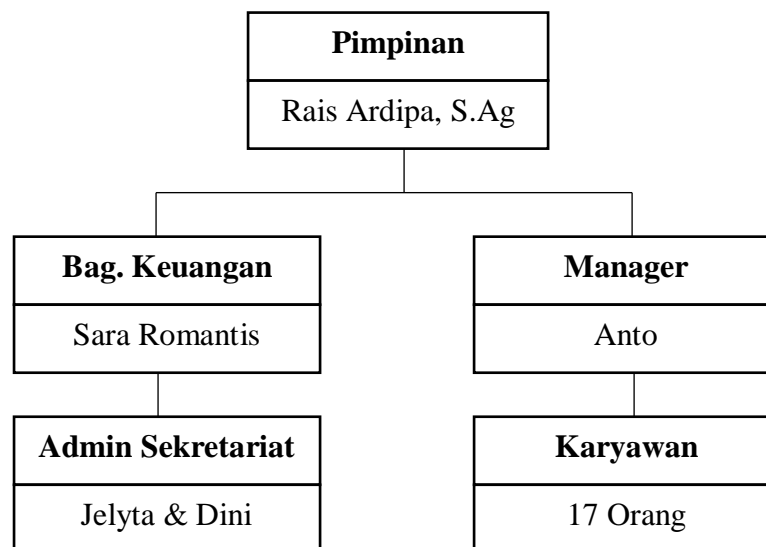 Pimpinan
Rais Ardipa, S.Ag
Bag. Keuangan
Sara Romantis
Manager
Anto
Admin Sekretariat
Jelyta & Dini
Karyawan
17 Orang